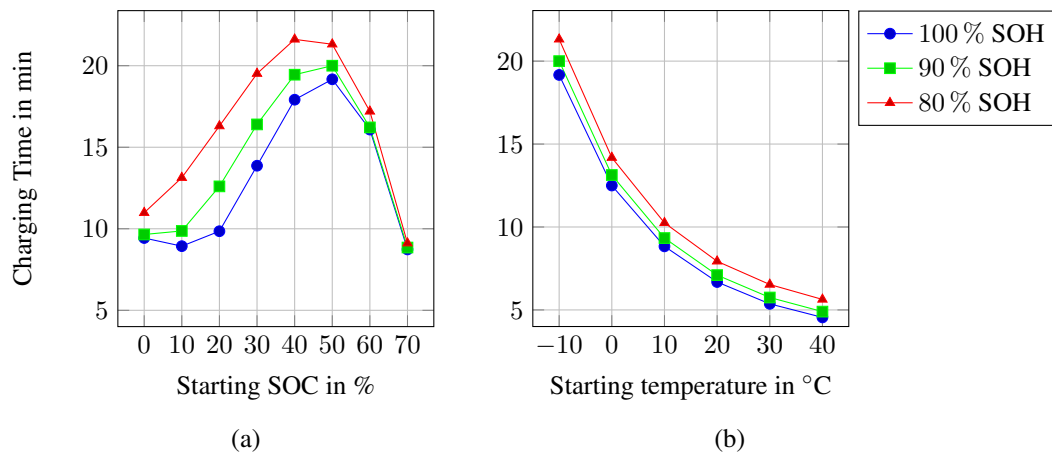 Charging Time in min
20
15
10
5
0 10 20 30 40 50 60 70
Starting SOC in %
(a)
20
15
10
5
−10 0 10 20 30 40
Starting temperature in °C
(b)
100 % SOH
90 % SOH
80 % SOH